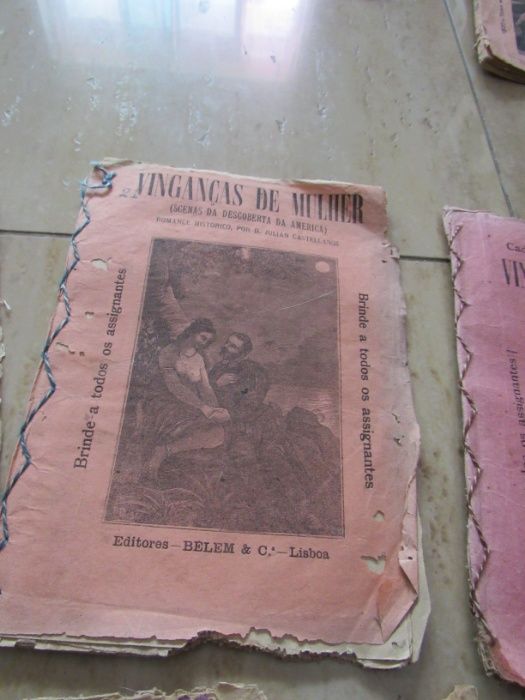 VINGANÇAS DE MULHER
(SCENAS DA DESCOBERTA DA AMERICA)
ROMANCE HISTORICO, POR D. JULIAN CASTELLANOS
Brinde a todos os assignantes
Brinde a todos os assignantes
Editores—BELEM & C.ª—Lisboa
VIN